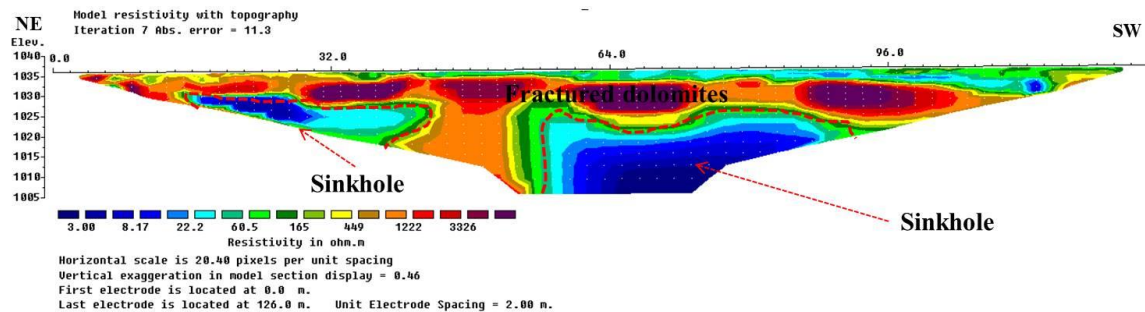 Model resistivity with topography
NE
Iteration 7 Abs. error = 11.3
SW
Elev.
0.0 32.0 64.0 96.0
1040
1035
1030
1025
1020
1015
1010
1005
Fractured dolomites
Sinkhole
Sinkhole
3.00 8.17 22.2 60.5 165 449 1222 3326
Resistivity in ohm.m
Horizontal scale is 20.40 pixels per unit spacing
Vertical exaggeration in model section display = 0.46
First electrode is located at 0.0 m.
Last electrode is located at 126.0 m. Unit Electrode Spacing = 2.00 m.